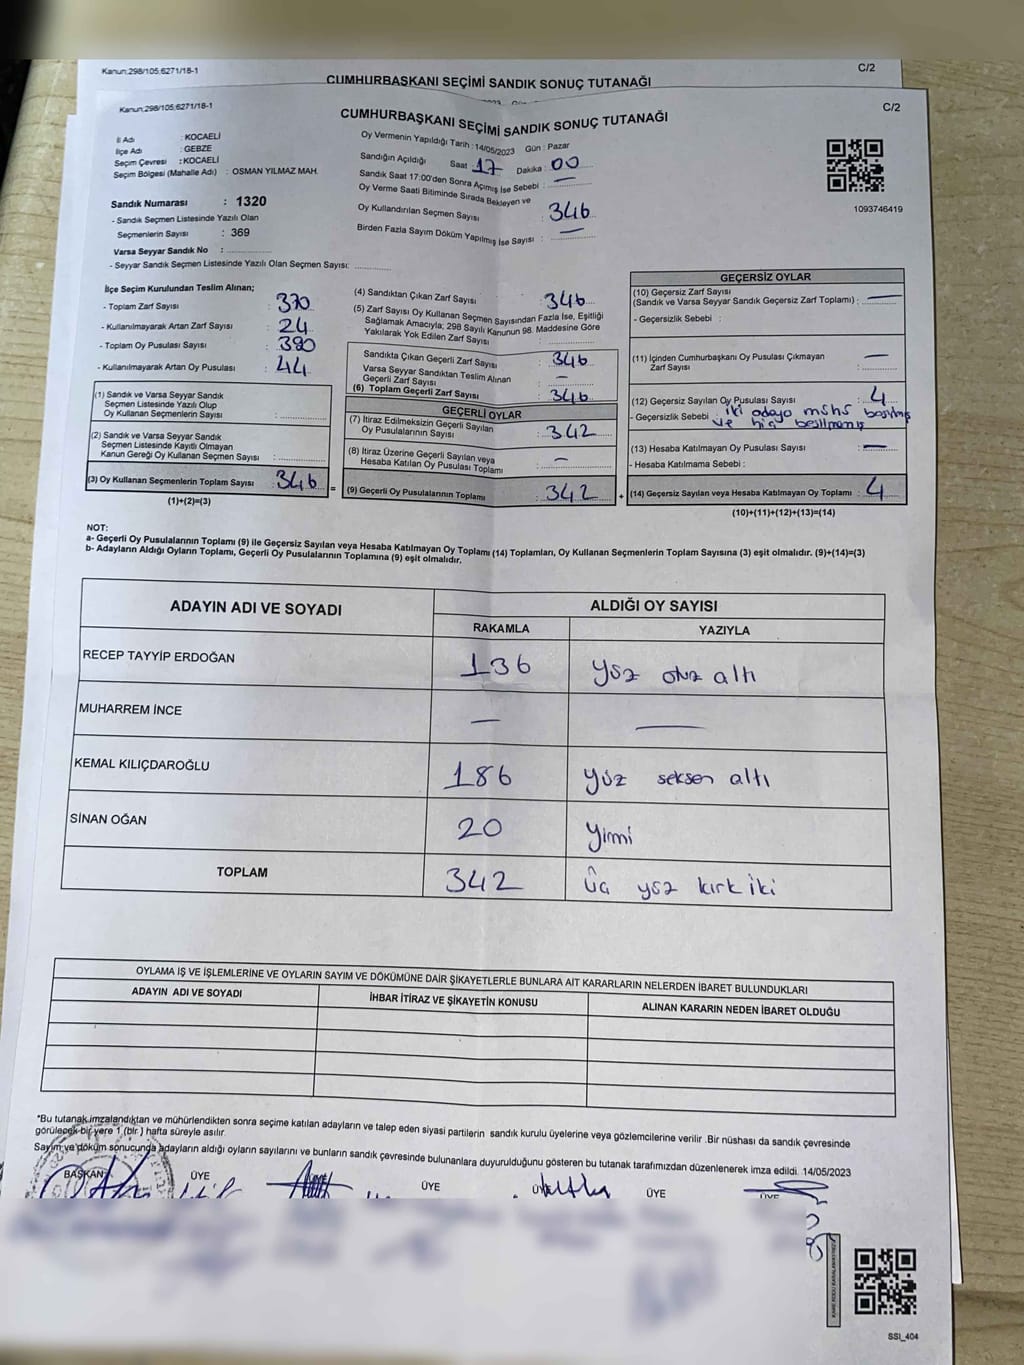 Kanun:298/105;6271/18-1
C/2
CUMHURBAŞKANI SEÇİMİ SANDIK SONUÇ TUTANAĞI
Kanun:298/105;6271/18-1
C/2
CUMHURBAŞKANI SEÇİMİ SANDIK SONUÇ TUTANAĞI
İl Adı : KOCAELİ
İlçe Adı : GEBZE
Seçim Çevresi : KOCAELİ
Seçim Bölgesi (Mahalle Adı) : OSMAN YILMAZ MAH.
Sandık Numarası : 1320
- Sandık Seçmen Listesinde Yazılı Olan
Seçmenlerin Sayısı : 369
Varsa Seyyar Sandık No :
- Seyyar Sandık Seçmen Listesinde Yazılı Olan Seçmen Sayısı:
Oy Vermenin Yapıldığı Tarih : 14/05/2023 Gün : Pazar
Sandığın Açıldığı Saat : 17 Dakika : 00
Sandık Saat 17:00'den Sonra Açımış İse Sebebi : —
Oy Verme Saati Bitiminde Sırada Bekleyen ve
Oy Kullandırılan Seçmen Sayısı : 346
Birden Fazla Sayım Döküm Yapılmış İse Sayısı : —
1093746419
İlçe Seçim Kurulundan Teslim Alınan;
- Toplam Zarf Sayısı : 370
- Kullanılmayarak Artan Zarf Sayısı : 24
- Toplam Oy Pusulası Sayısı : 390
- Kullanılmayarak Artan Oy Pusulası : 44
(1) Sandık ve Varsa Seyyar Sandık
Seçmen Listesinde Yazılı Olup
Oy Kullanan Seçmenlerin Sayısı :
(2) Sandık ve Varsa Seyyar Sandık
Seçmen Listesinde Kayıtlı Olmayan
Kanun Gereği Oy Kullanan Seçmen Sayısı :
(3) Oy Kullanan Seçmenlerin Toplam Sayısı : 346 =
(1)+(2)=(3)
(4) Sandıktan Çıkan Zarf Sayısı : 346
(5) Zarf Sayısı Oy Kullanan Seçmen Sayısından Fazla İse, Eşitliği
Sağlamak Amacıyla; 298 Sayılı Kanunun 98. Maddesine Göre
Yakılarak Yok Edilen Zarf Sayısı :
Sandıkta Çıkan Geçerli Zarf Sayısı : 346
Varsa Seyyar Sandıktan Teslim Alınan
Geçerli Zarf Sayısı : —
(6) Toplam Geçerli Zarf Sayısı : 346
GEÇERLİ OYLAR
(7) İtiraz Edilmeksizin Geçerli Sayılan
Oy Pusulalarının Sayısı : 342
(8) İtiraz Üzerine Geçerli Sayılan veya
Hesaba Katılan Oy Pusulası Toplamı : —
(9) Geçerli Oy Pusulalarının Toplamı : 342 +
GEÇERSİZ OYLAR
(10) Geçersiz Zarf Sayısı
(Sandık ve Varsa Seyyar Sandık Geçersiz Zarf Toplamı) : —
- Geçersizlik Sebebi :
(11) İçinden Cumhurbaşkanı Oy Pusulası Çıkmayan
Zarf Sayısı : —
(12) Geçersiz Sayılan Oy Pusulası Sayısı : 4
- Geçersizlik Sebebi : iki adaya basılmış
ve hiç
(13) Hesaba Katılmayan Oy Pusulası Sayısı : —
- Hesaba Katılmama Sebebi :
(14) Geçersiz Sayılan veya Hesaba Katılmayan Oy Toplamı : 4
(10)+(11)+(12)+(13)=(14)
NOT:
a- Geçerli Oy Pusulalarının Toplamı (9) ile Geçersiz Sayılan veya Hesaba Katılmayan Oy Toplamı (14) Toplamları, Oy Kullanan Seçmenlerin Toplam Sayısına (3) eşit olmalıdır. (9)+(14)=(3)
b- Adayların Aldığı Oyların Toplamı, Geçerli Oy Pusulalarının Toplamına (9) eşit olmalıdır.
ADAYIN ADI VE SOYADI
ALDIĞI OY SAYISI
RAKAMLA YAZIYLA
RECEP TAYYİP ERDOĞAN 136 yüz otuz altı
MUHARREM İNCE — —
KEMAL KILIÇDAROĞLU 186 yüz seksen altı
SİNAN OĞAN 20 yirmi
TOPLAM 342 üç yüz kırk iki
OYLAMA İŞ VE İŞLEMLERİNE VE OYLARIN SAYIM VE DÖKÜMÜNE DAİR ŞİKAYETLERLE BUNLARA AİT KARARLARIN NELERDEN İBARET BULUNDUKLARI
ADAYIN ADI VE SOYADI İHBAR İTİRAZ VE ŞİKAYETİN KONUSU ALINAN KARARIN NEDEN İBARET OLDUĞU
*Bu tutanak imzalandıktan ve mühürlendikten sonra seçime katılan adayların ve talep eden siyasi partilerin sandık kurulu üyelerine veya gözlemcilerine verilir .Bir nüshası da sandık çevresinde
görülecek bir yere 1 (bir ) hafta süreyle asılır.
Sayım ve döküm sonucunda adayların aldığı oyların sayılarını ve bunların sandık çevresinde bulunanlara duyurulduğunu gösteren bu tutanak tarafımızdan düzenlenerek imza edildi. 14/05/2023
BAŞKAN ÜYE ÜYE ÜYE ÜYE ÜYE
SSI_404